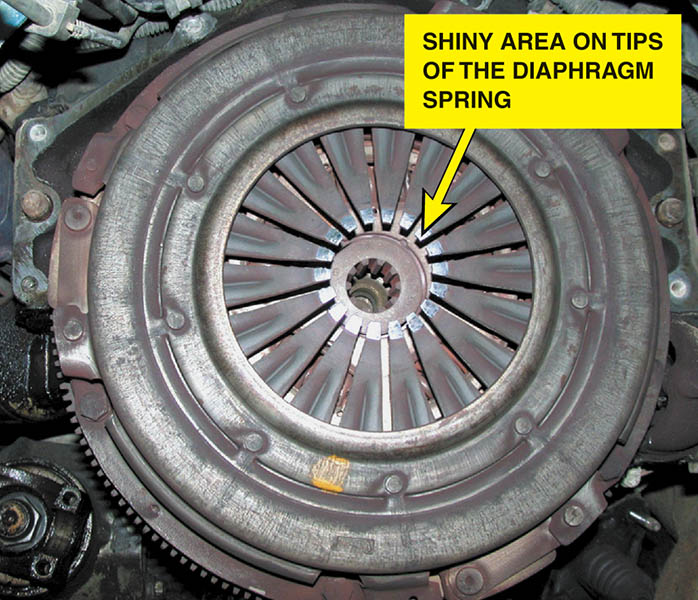 SHINY AREA ON TIPS
OF THE DIAPHRAGM
SPRING